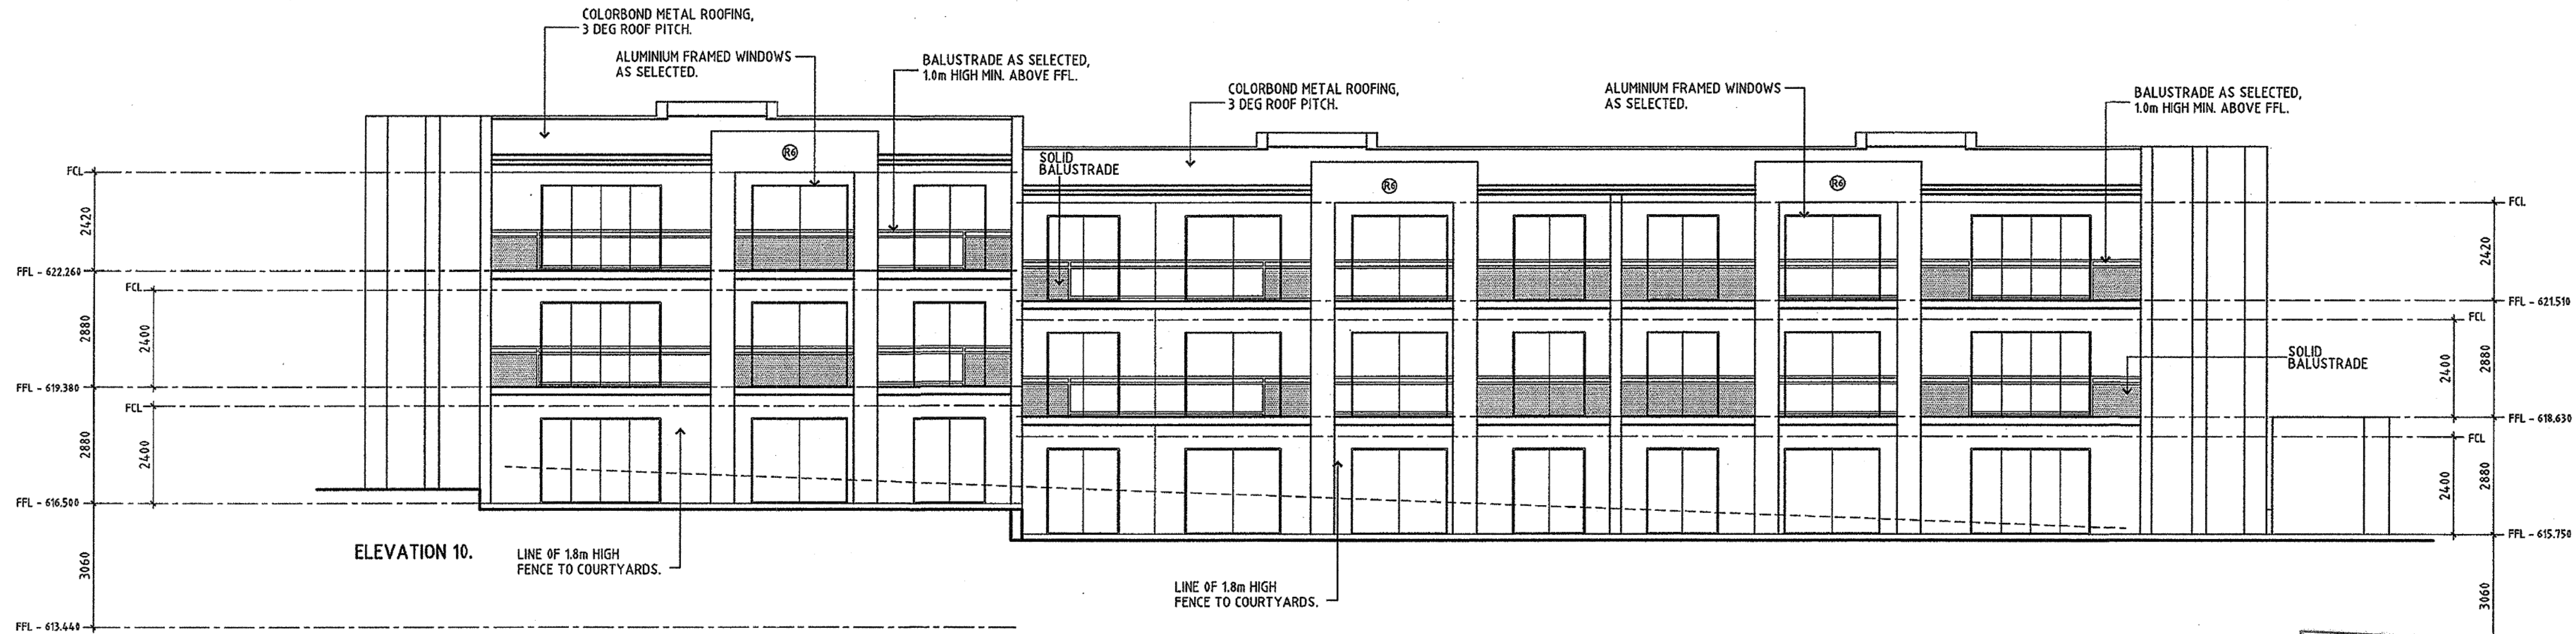 COLORBOND METAL ROOFING,
3 DEG ROOF PITCH.
ALUMINIUM FRAMED WINDOWS
AS SELECTED.
BALUSTRADE AS SELECTED,
1.0m HIGH MIN. ABOVE FFL.
COLORBOND METAL ROOFING,
3 DEG ROOF PITCH.
ALUMINIUM FRAMED WINDOWS
AS SELECTED.
BALUSTRADE AS SELECTED,
1.0m HIGH MIN. ABOVE FFL.
R6
R6
R6
SOLID
BALUSTRADE
FCL
2420
FFL - 622.260
FCL
2880
2400
FFL - 619.380
FCL
2880
2400
FFL - 616.500
3060
FFL - 613.440
FCL
2420
FFL - 621.510
FCL
2400
2880
SOLID
BALUSTRADE
FFL - 618.630
FCL
2400
2880
FFL - 615.750
3060
ELEVATION 10.
LINE OF 1.8m HIGH
FENCE TO COURTYARDS.
LINE OF 1.8m HIGH
FENCE TO COURTYARDS.